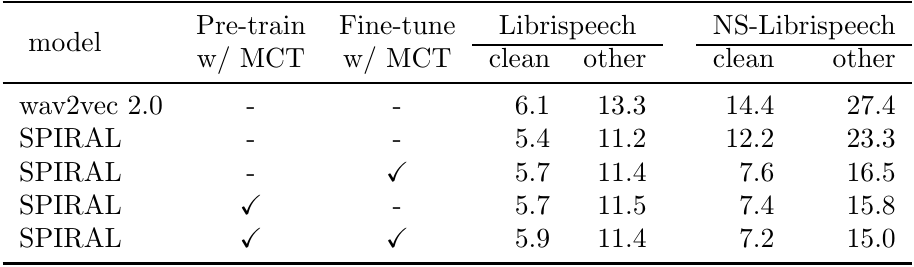 model Pre-train Fine-tune Librispeech NS-Librispeech
w/ MCT w/ MCT clean other clean other
wav2vec 2.0 - - 6.1 13.3 14.4 27.4
SPIRAL - - 5.4 11.2 12.2 23.3
SPIRAL - ✓ 5.7 11.4 7.6 16.5
SPIRAL ✓ - 5.7 11.5 7.4 15.8
SPIRAL ✓ ✓ 5.9 11.4 7.2 15.0